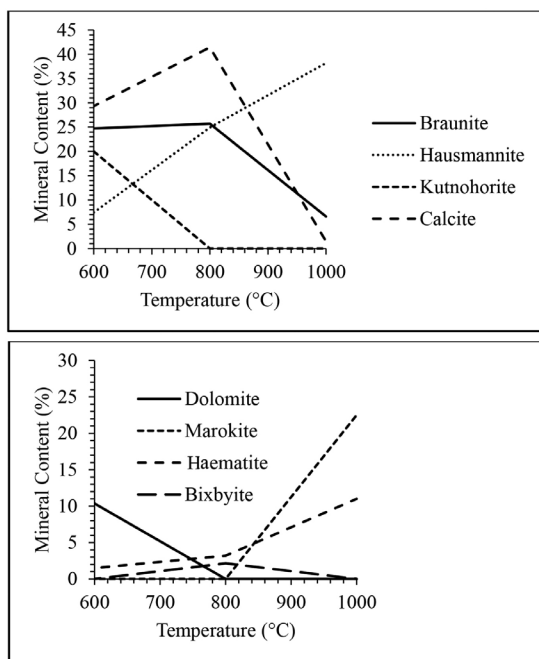 45
40
35
30
25
20
15
10
5
0
Mineral Content (%)
600 700 800 900 1000
Temperature (°C)
Braunite
Hausmannite
Kutnohorite
Calcite
30
25
20
15
10
5
0
Mineral Content (%)
Dolomite
Marokite
Haematite
Bixbyite
600 700 800 900 1000
Temperature (°C)